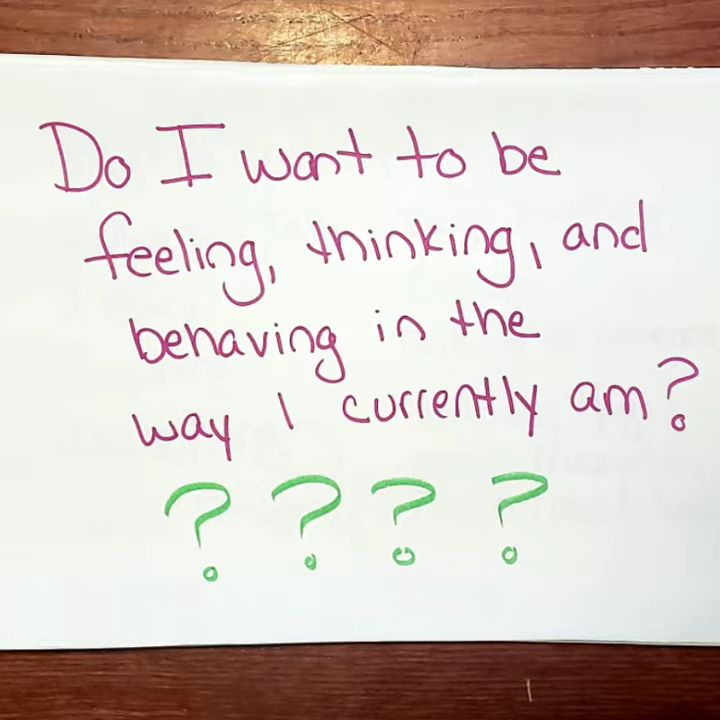 Do I want to be
feeling, thinking, and
behaving in the
way I currently am?
? ? ? ?